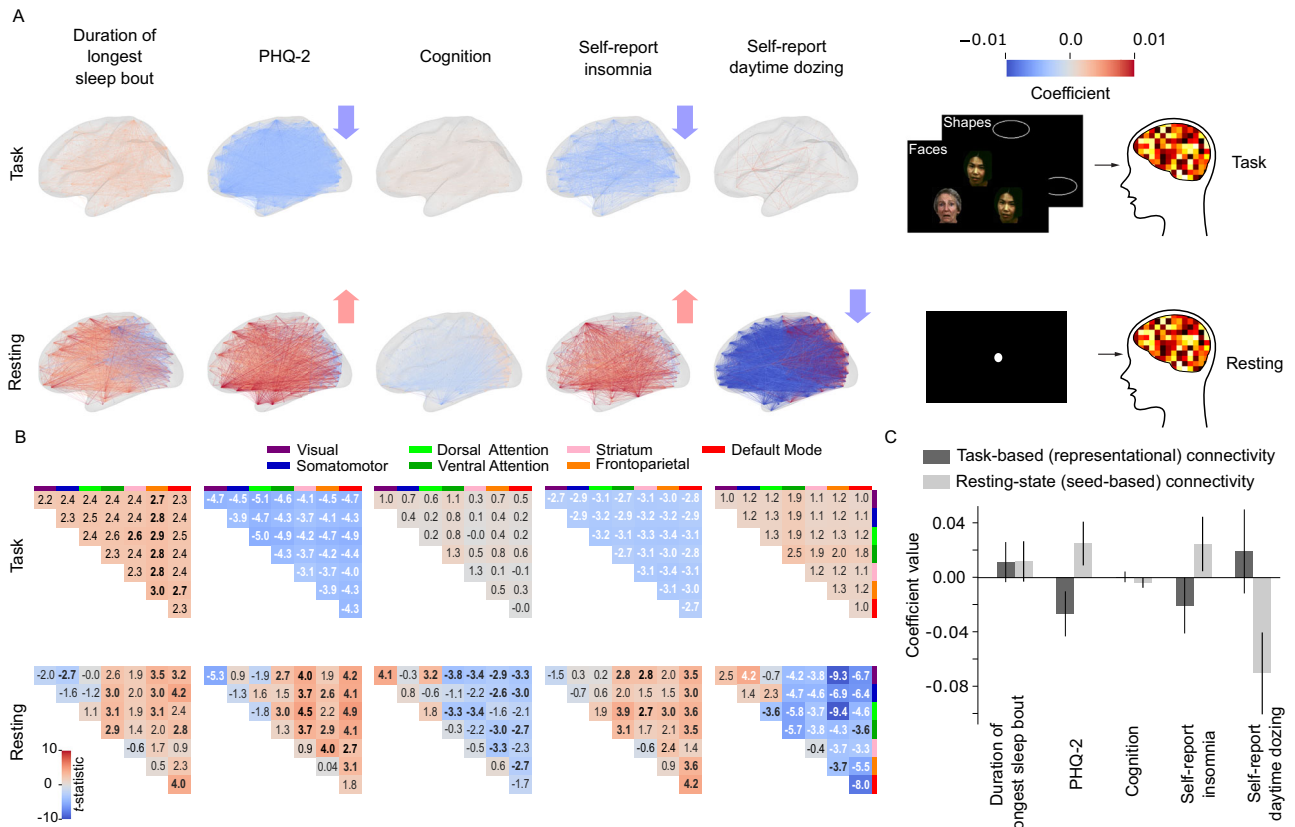 A
Duration of
longest
sleep bout
PHQ-2
Cognition
Self-report
insomnia
Self-report
daytime dozing
−0.01 0.0 0.01
Coefficient
Task
Shapes
Faces
Task
Resting
Resting
B
Visual
Somatomotor
Dorsal Attention
Ventral Attention
Striatum
Frontoparietal
Default Mode
Task
2.2 2.4 2.4 2.4 2.4 2.7 2.3
2.3 2.5 2.4 2.4 2.8 2.4
2.4 2.6 2.6 2.9 2.5
2.3 2.4 2.8 2.4
2.3 2.8 2.4
3.0 2.7
2.3
-4.7 -4.5 -5.1 -4.6 -4.1 -4.5 -4.7
-3.9 -4.7 -4.3 -3.7 -4.1 -4.3
-5.0 -4.9 -4.2 -4.7 -4.9
-4.3 -3.7 -4.2 -4.4
-3.1 -3.7 -4.0
-3.9 -4.3
-4.3
1.0 0.7 0.6 1.1 0.3 0.7 0.5
0.4 0.2 0.8 0.1 0.2 0.2
0.2 0.8 -0.0 0.4 0.2
1.3 0.5 0.8 0.6
1.3 0.1 -0.1
0.5 0.3
-0.0
-2.7 -2.9 -3.1 -2.7 -3.1 -3.0 -2.8
-2.9 -3.2 -2.9 -3.2 -3.2 -2.9
-3.2 -3.1 -3.3 -3.4 -3.1
-2.7 -3.1 -3.1 -2.8
-3.1 -3.4 -3.1
-3.1 -3.0
-2.7
1.0 1.2 1.2 1.9 1.1 1.2 1.0
1.2 1.3 1.9 1.1 1.2 1.1
1.3 1.9 1.2 1.3 1.2
2.5 1.9 2.0 1.8
1.2 1.2 1.1
1.3 1.2
1.0
Resting
-2.0 -2.7 -0.0 2.6 1.9 3.5 3.2
-1.6 -1.2 3.0 2.0 3.0 4.2
1.1 3.1 1.9 3.1 2.4
2.9 1.4 2.0 2.8
-0.6 1.7 0.9
0.5 2.3
4.0
-5.3 0.9 -1.9 2.7 4.0 1.9 4.2
-1.3 1.6 1.5 3.7 2.6 4.1
-1.8 3.0 4.5 2.2 4.9
1.3 3.7 2.9 4.1
0.9 4.0 2.7
0.04 3.1
1.8
4.1 -0.3 3.2 -3.8 -3.4 -2.9 -3.3
0.8 -0.6 -1.1 -2.2 -2.6 -3.0
1.8 -3.3 -3.4 -1.6 -2.1
-0.3 -2.2 -3.0 -2.7
-0.5 -3.3 -2.3
0.6 -2.7
-1.7
-1.5 0.3 0.2 2.8 2.8 2.0 3.5
-0.7 0.6 2.0 1.5 1.5 3.0
1.9 3.9 2.7 3.0 3.6
3.1 1.7 2.1 3.5
-0.6 2.4 1.4
0.9 3.6
4.2
2.5 4.2 -0.7 -4.2 -3.8 -9.3 -6.7
1.4 2.3 -4.7 -4.6 -6.9 -6.4
-3.6 -5.8 -3.7 -9.4 -4.6
-5.7 -3.8 -4.3 -3.6
-0.4 -3.7 -3.3
-3.7 -5.5
-8.0
10
0
-10
t-statistic
C
Task-based (representational) connectivity
Resting-state (seed-based) connectivity
Coefficient value
0.04
0.00
−0.04
−0.08
Duration of
longest sleep bout
PHQ-2
Cognition
Self-report
insomnia
Self-report
daytime dozing